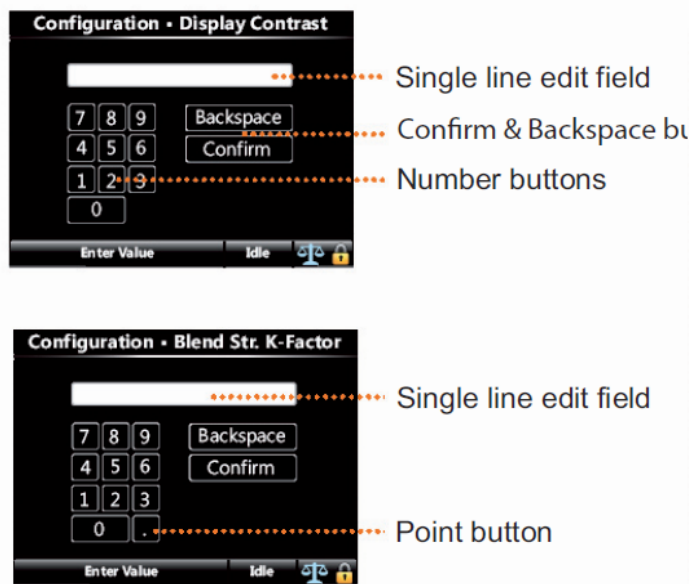 Configuration • Display Contrast
Single line edit field
7 8 9 Backspace
Confirm & Backspace
4 5 6 Confirm
1 2 3 Number buttons
0
Enter Value Idle
Configuration • Blend Str. K-Factor
Single line edit field
7 8 9 Backspace
4 5 6 Confirm
1 2 3
0 . Point button
Enter Value Idle